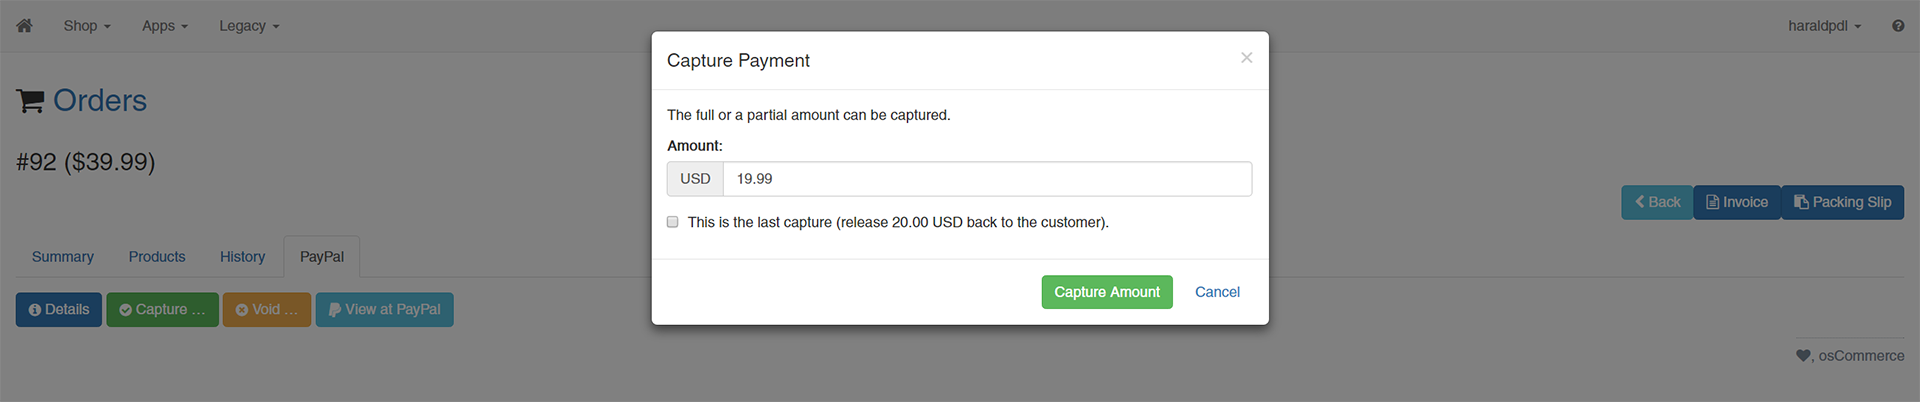 Shop Apps Legacy haraldpdl
Capture Payment ×
Orders
The full or a partial amount can be captured.
Amount:
#92 ($39.99)
USD 19.99
Back Invoice Packing Slip
This is the last capture (release 20.00 USD back to the customer).
Summary Products History PayPal
Capture Amount Cancel
Details Capture ... Void ... View at PayPal
, osCommerce